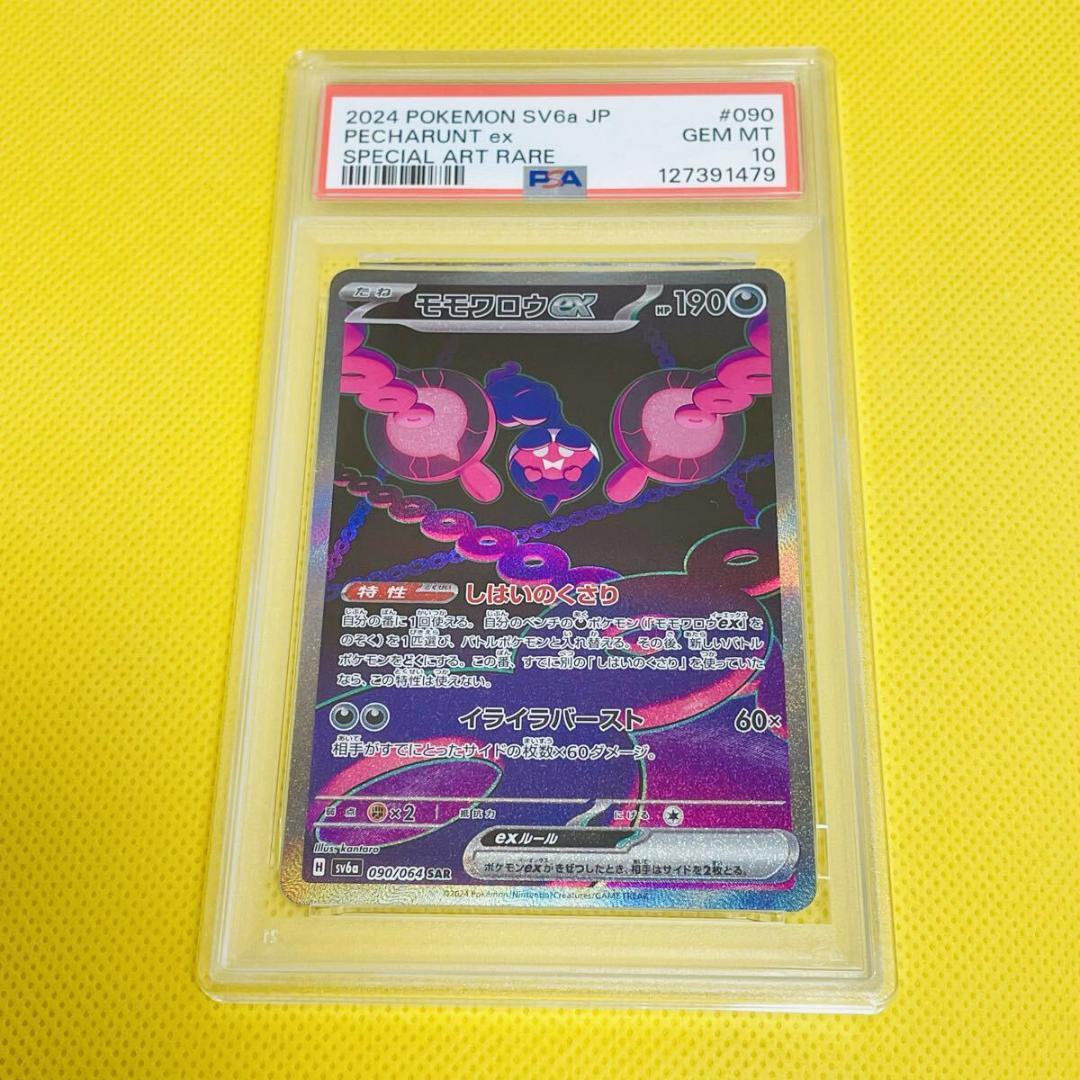 2024 POKEMON SV6a JP #090
PECHARUNT ex GEM MT
SPECIAL ART RARE 10
PSA 127391479
たね モモワロウex HP190
特性 とくせい しはいのくさり
自分の番に1回使える。自分のベンチのポケモン(「モモワロウex」を
のぞく)を1匹選び、バトルポケモンと入れ替える。その後、新しいバトル
ポケモンをどくにする。この番、すでに別の「しはいのくさり」を使っていた
なら、この特性は使えない。
イライラバースト 60×
相手がすでにとったサイドの枚数×60ダメージ。
弱点 ×2 抵抗力 にげる
Illus. kantaro exルール
H sv6a 090/064 SAR ポケモンexがきぜつしたとき、相手はサイドを2枚とる。
©2024 Pokémon/Nintendo/Creatures/GAME FREAK